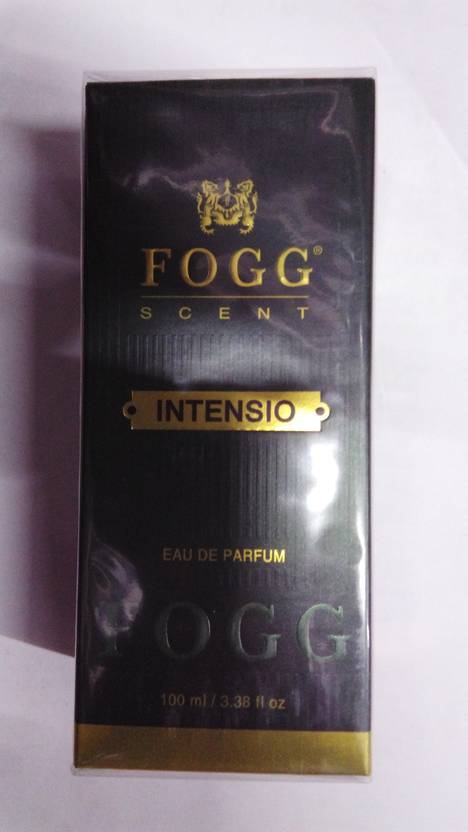 FOGG®
SCENT
INTENSIO
EAU DE PARFUM
FOGG
100 ml / 3.38 fl oz